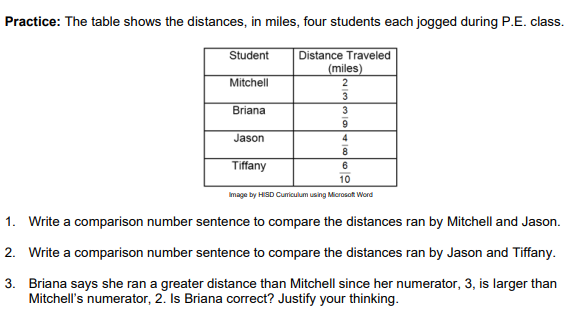 Practice: The table shows the distances, in miles, four students each jogged during P.E. class.
Student Distance Traveled
(miles)
Mitchell 2/3
Briana 3/9
Jason 4/8
Tiffany 6/10
Image by HISD Curriculum using Microsoft Word
1. Write a comparison number sentence to compare the distances ran by Mitchell and Jason.
2. Write a comparison number sentence to compare the distances ran by Jason and Tiffany.
3. Briana says she ran a greater distance than Mitchell since her numerator, 3, is larger than
Mitchell's numerator, 2. Is Briana correct? Justify your thinking.